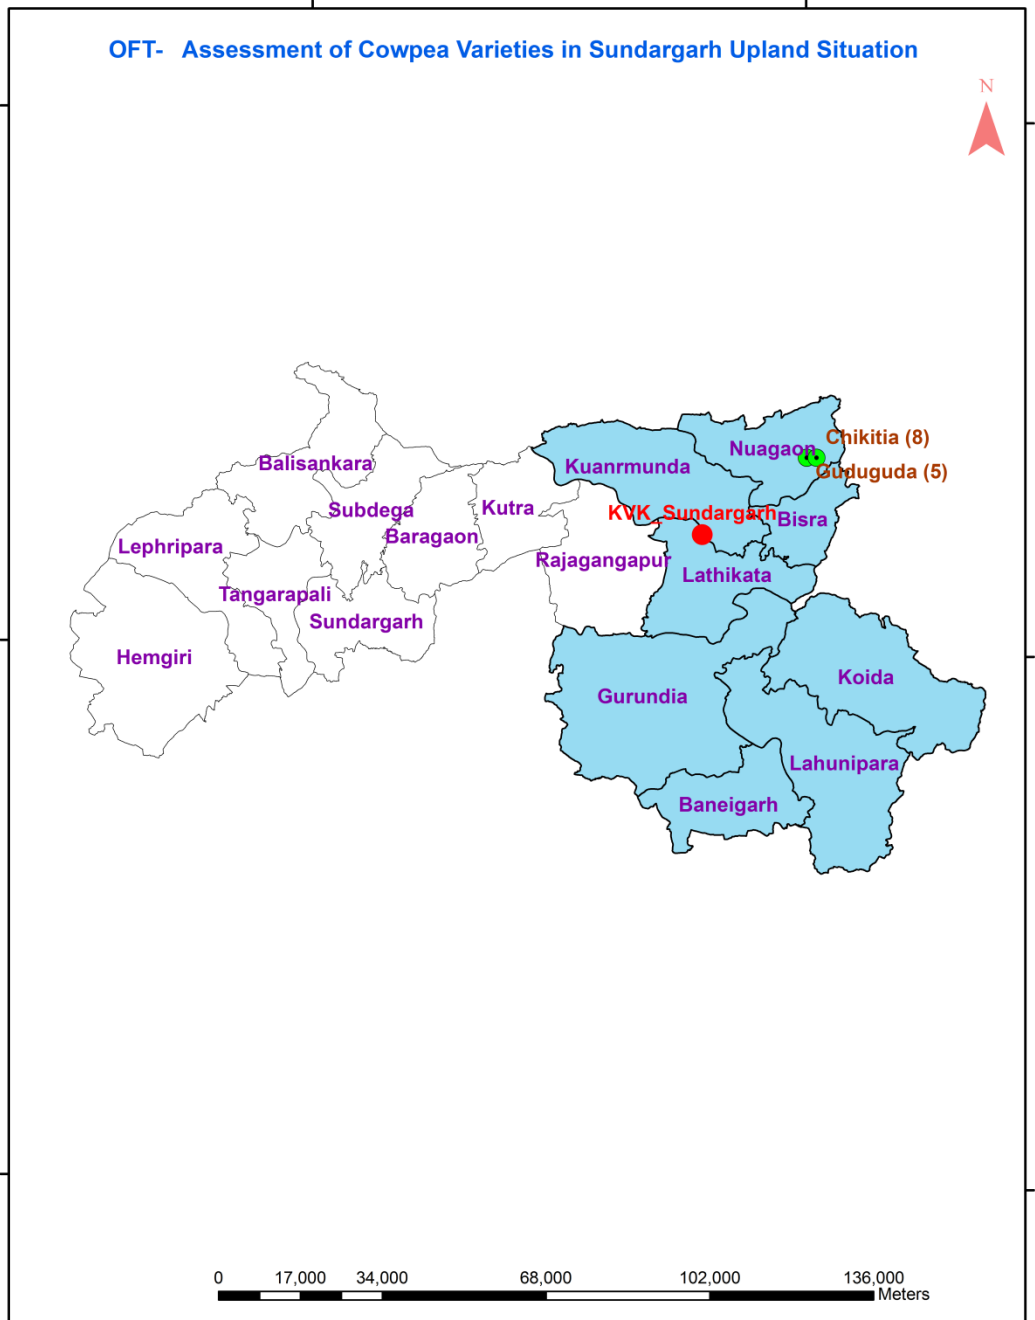 OFT-   Assessment of Cowpea Varieties in Sundargarh Upland Situation
N
Chikitia (8)
Nuagaon
Balisankara
Kuanrmunda
Guduguda (5)
Subdega
Kutra
KVK_Sundargarh
Bisra
Baragaon
Lephripara
Rajagangapur
Lathikata
Tangarapali
Sundargarh
Hemgiri
Koida
Gurundia
Lahunipara
Baneigarh
0 17,000 34,000 68,000 102,000 136,000
Meters